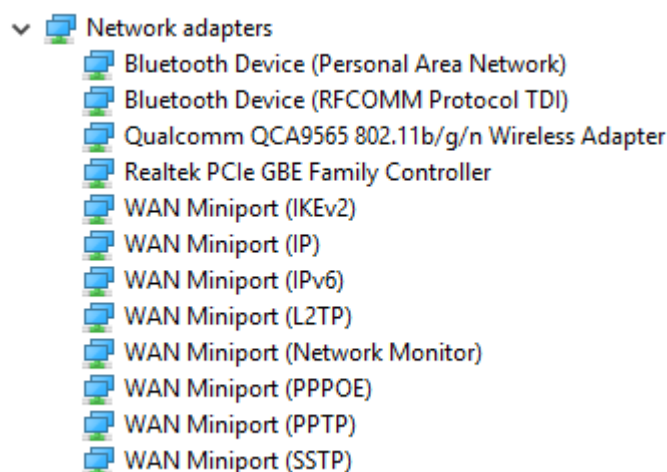 Network adapters
Bluetooth Device (Personal Area Network)
Bluetooth Device (RFCOMM Protocol TDI)
Qualcomm QCA9565 802.11b/g/n Wireless Adapter
Realtek PCIe GBE Family Controller
WAN Miniport (IKEv2)
WAN Miniport (IP)
WAN Miniport (IPv6)
WAN Miniport (L2TP)
WAN Miniport (Network Monitor)
WAN Miniport (PPPOE)
WAN Miniport (PPTP)
WAN Miniport (SSTP)